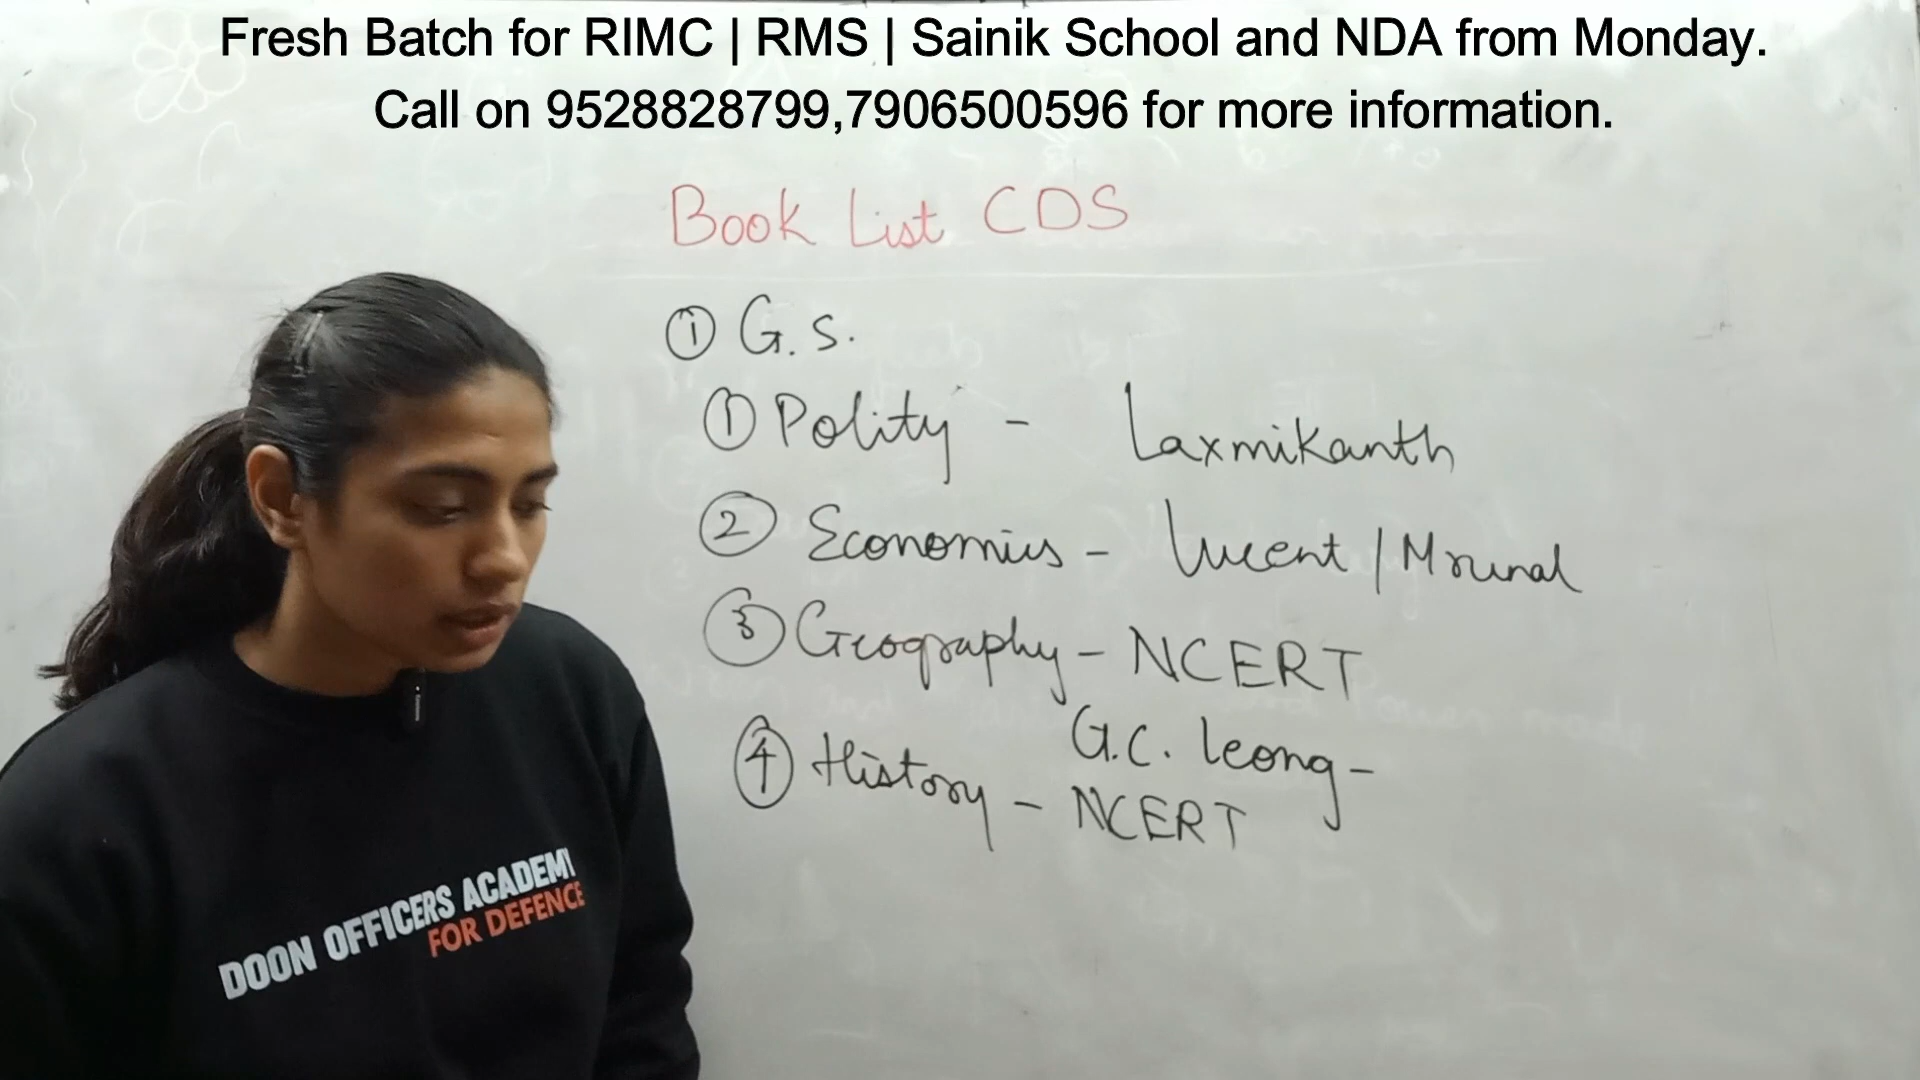 Fresh Batch for RIMC | RMS | Sainik School and NDA from Monday.
Call on 9528828799,7906500596 for more information.
Book List CDS
① G.S.
① Polity - Laxmikanth
② Economics - Lucent / Mrunal
③ Geography - NCERT
G.C. Leong -
④ History - NCERT
DOON OFFICERS ACADEMY
FOR DEFENCE